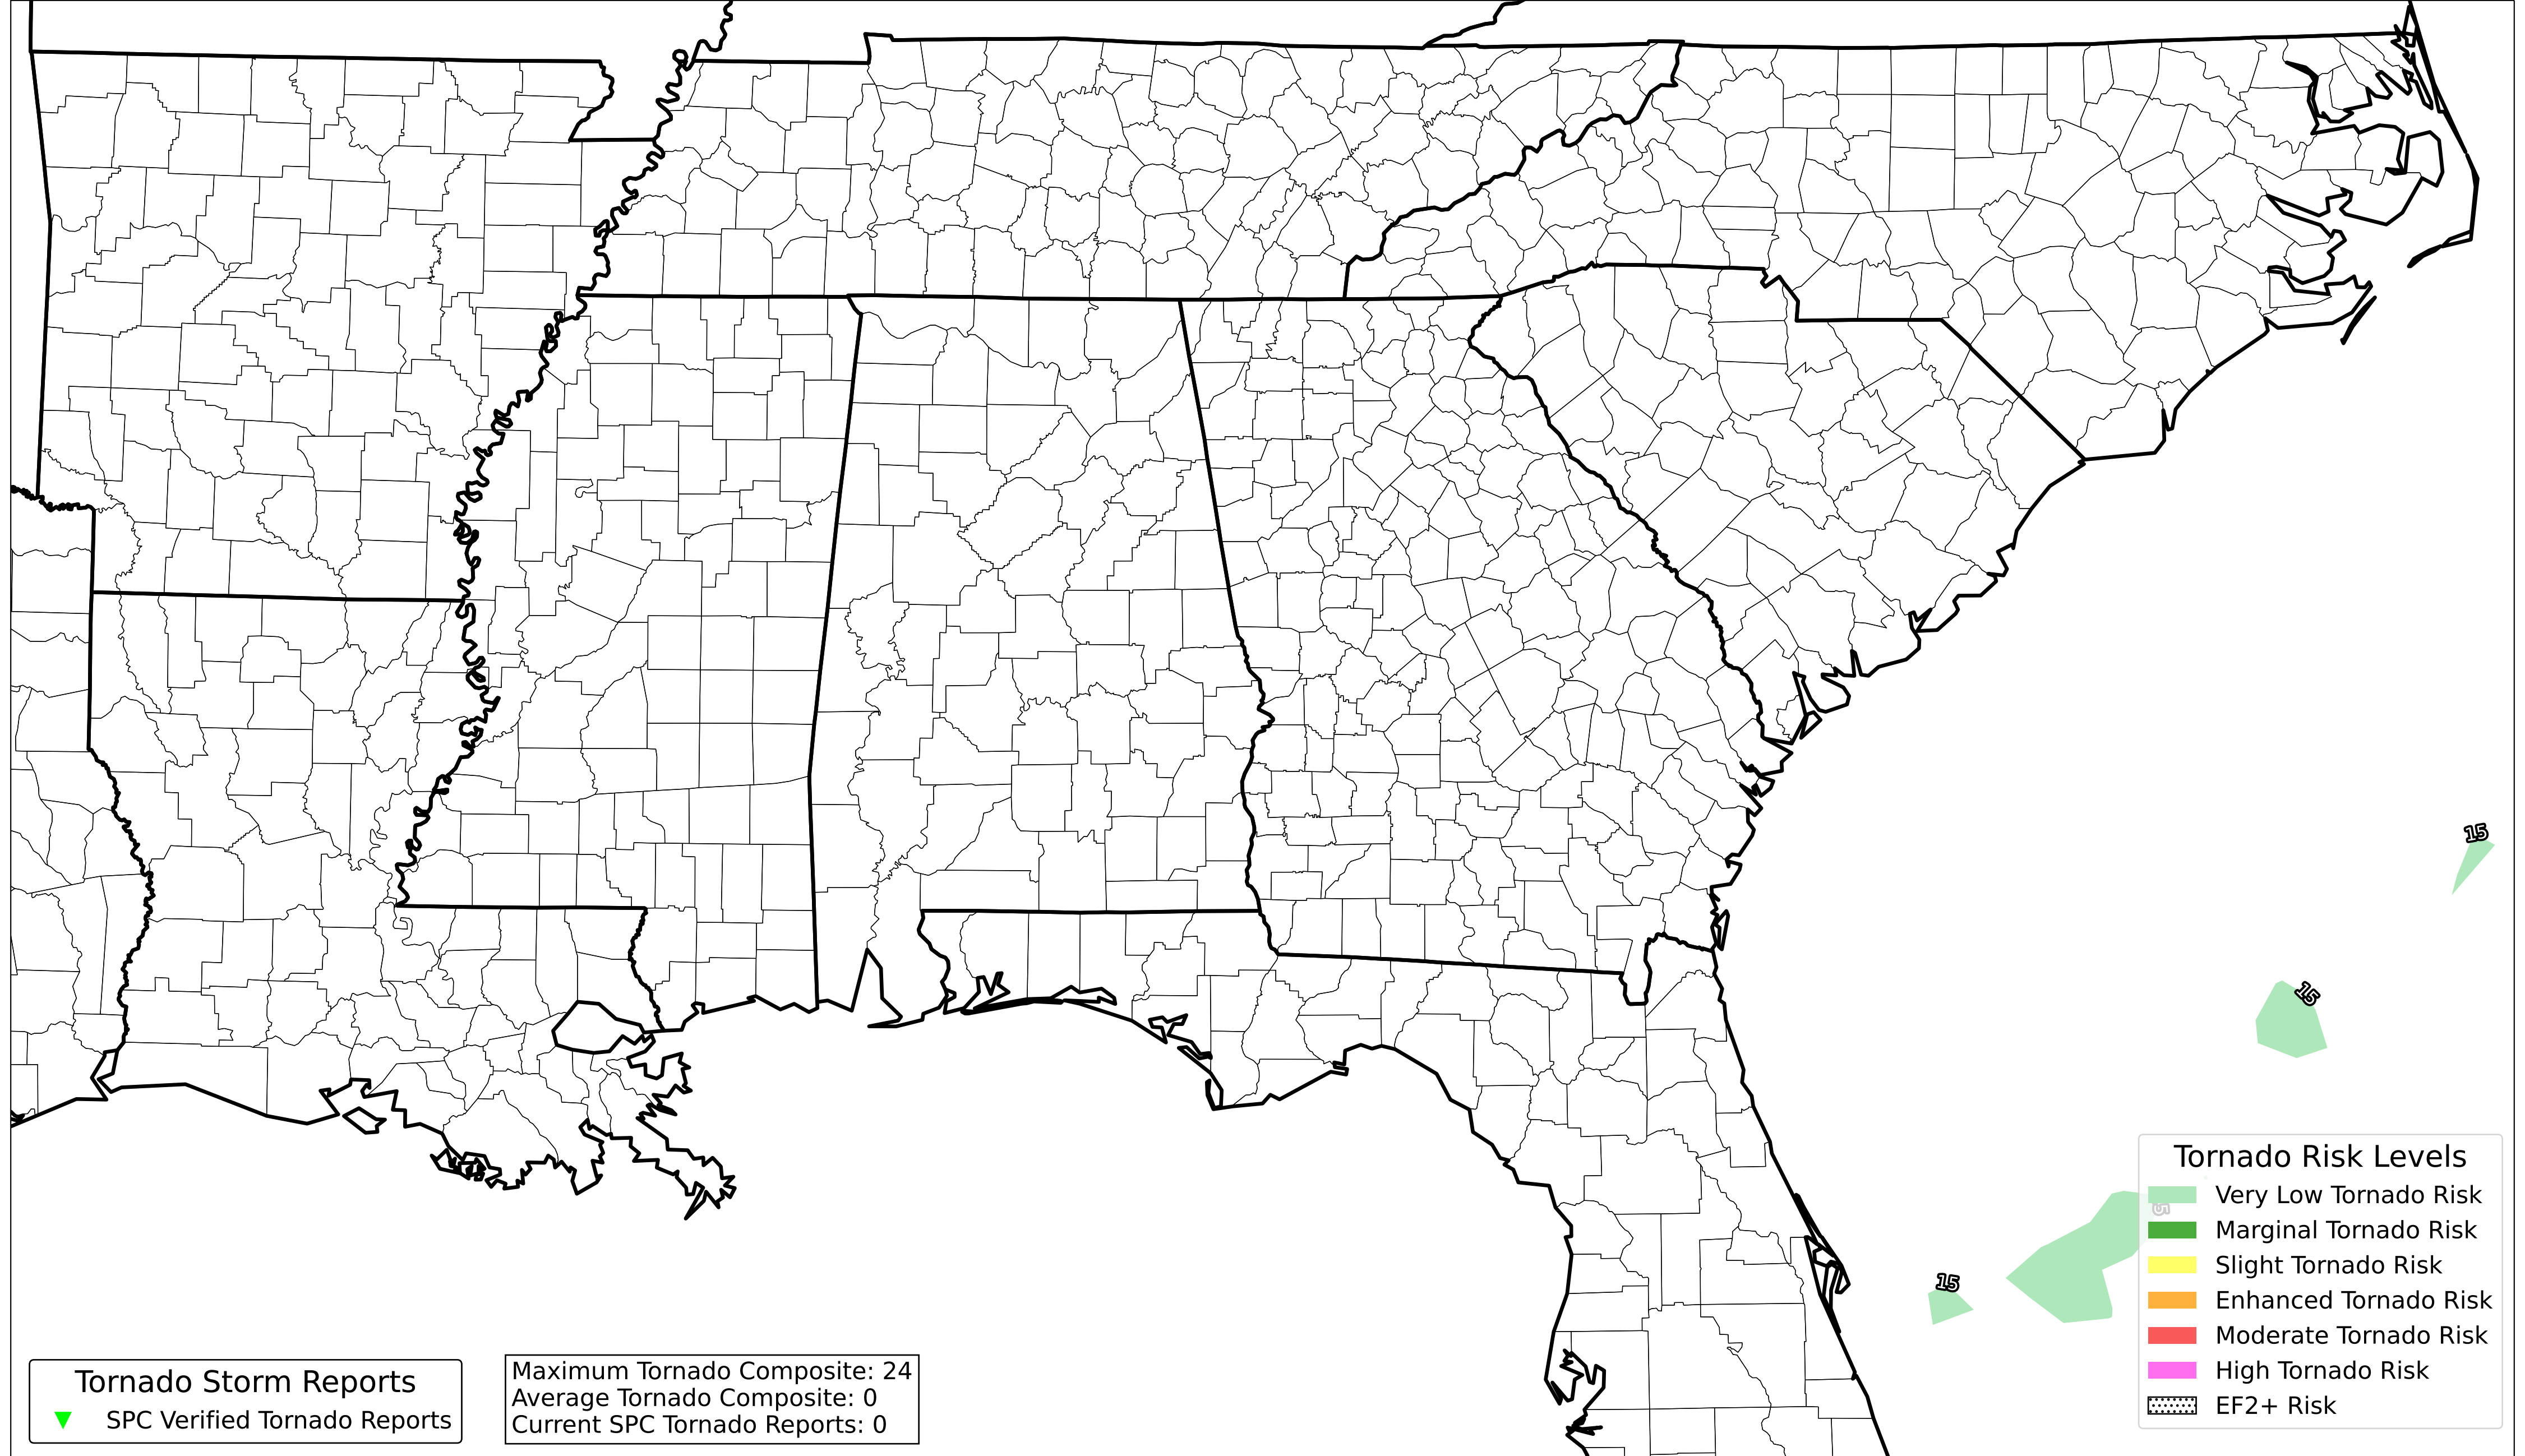 15
15
15
Tornado Risk Levels
Very Low Tornado Risk
Marginal Tornado Risk
Slight Tornado Risk
Enhanced Tornado Risk
Moderate Tornado Risk
High Tornado Risk
EF2+ Risk
Tornado Storm Reports
SPC Verified Tornado Reports
Maximum Tornado Composite: 24
Average Tornado Composite: 0
Current SPC Tornado Reports: 0